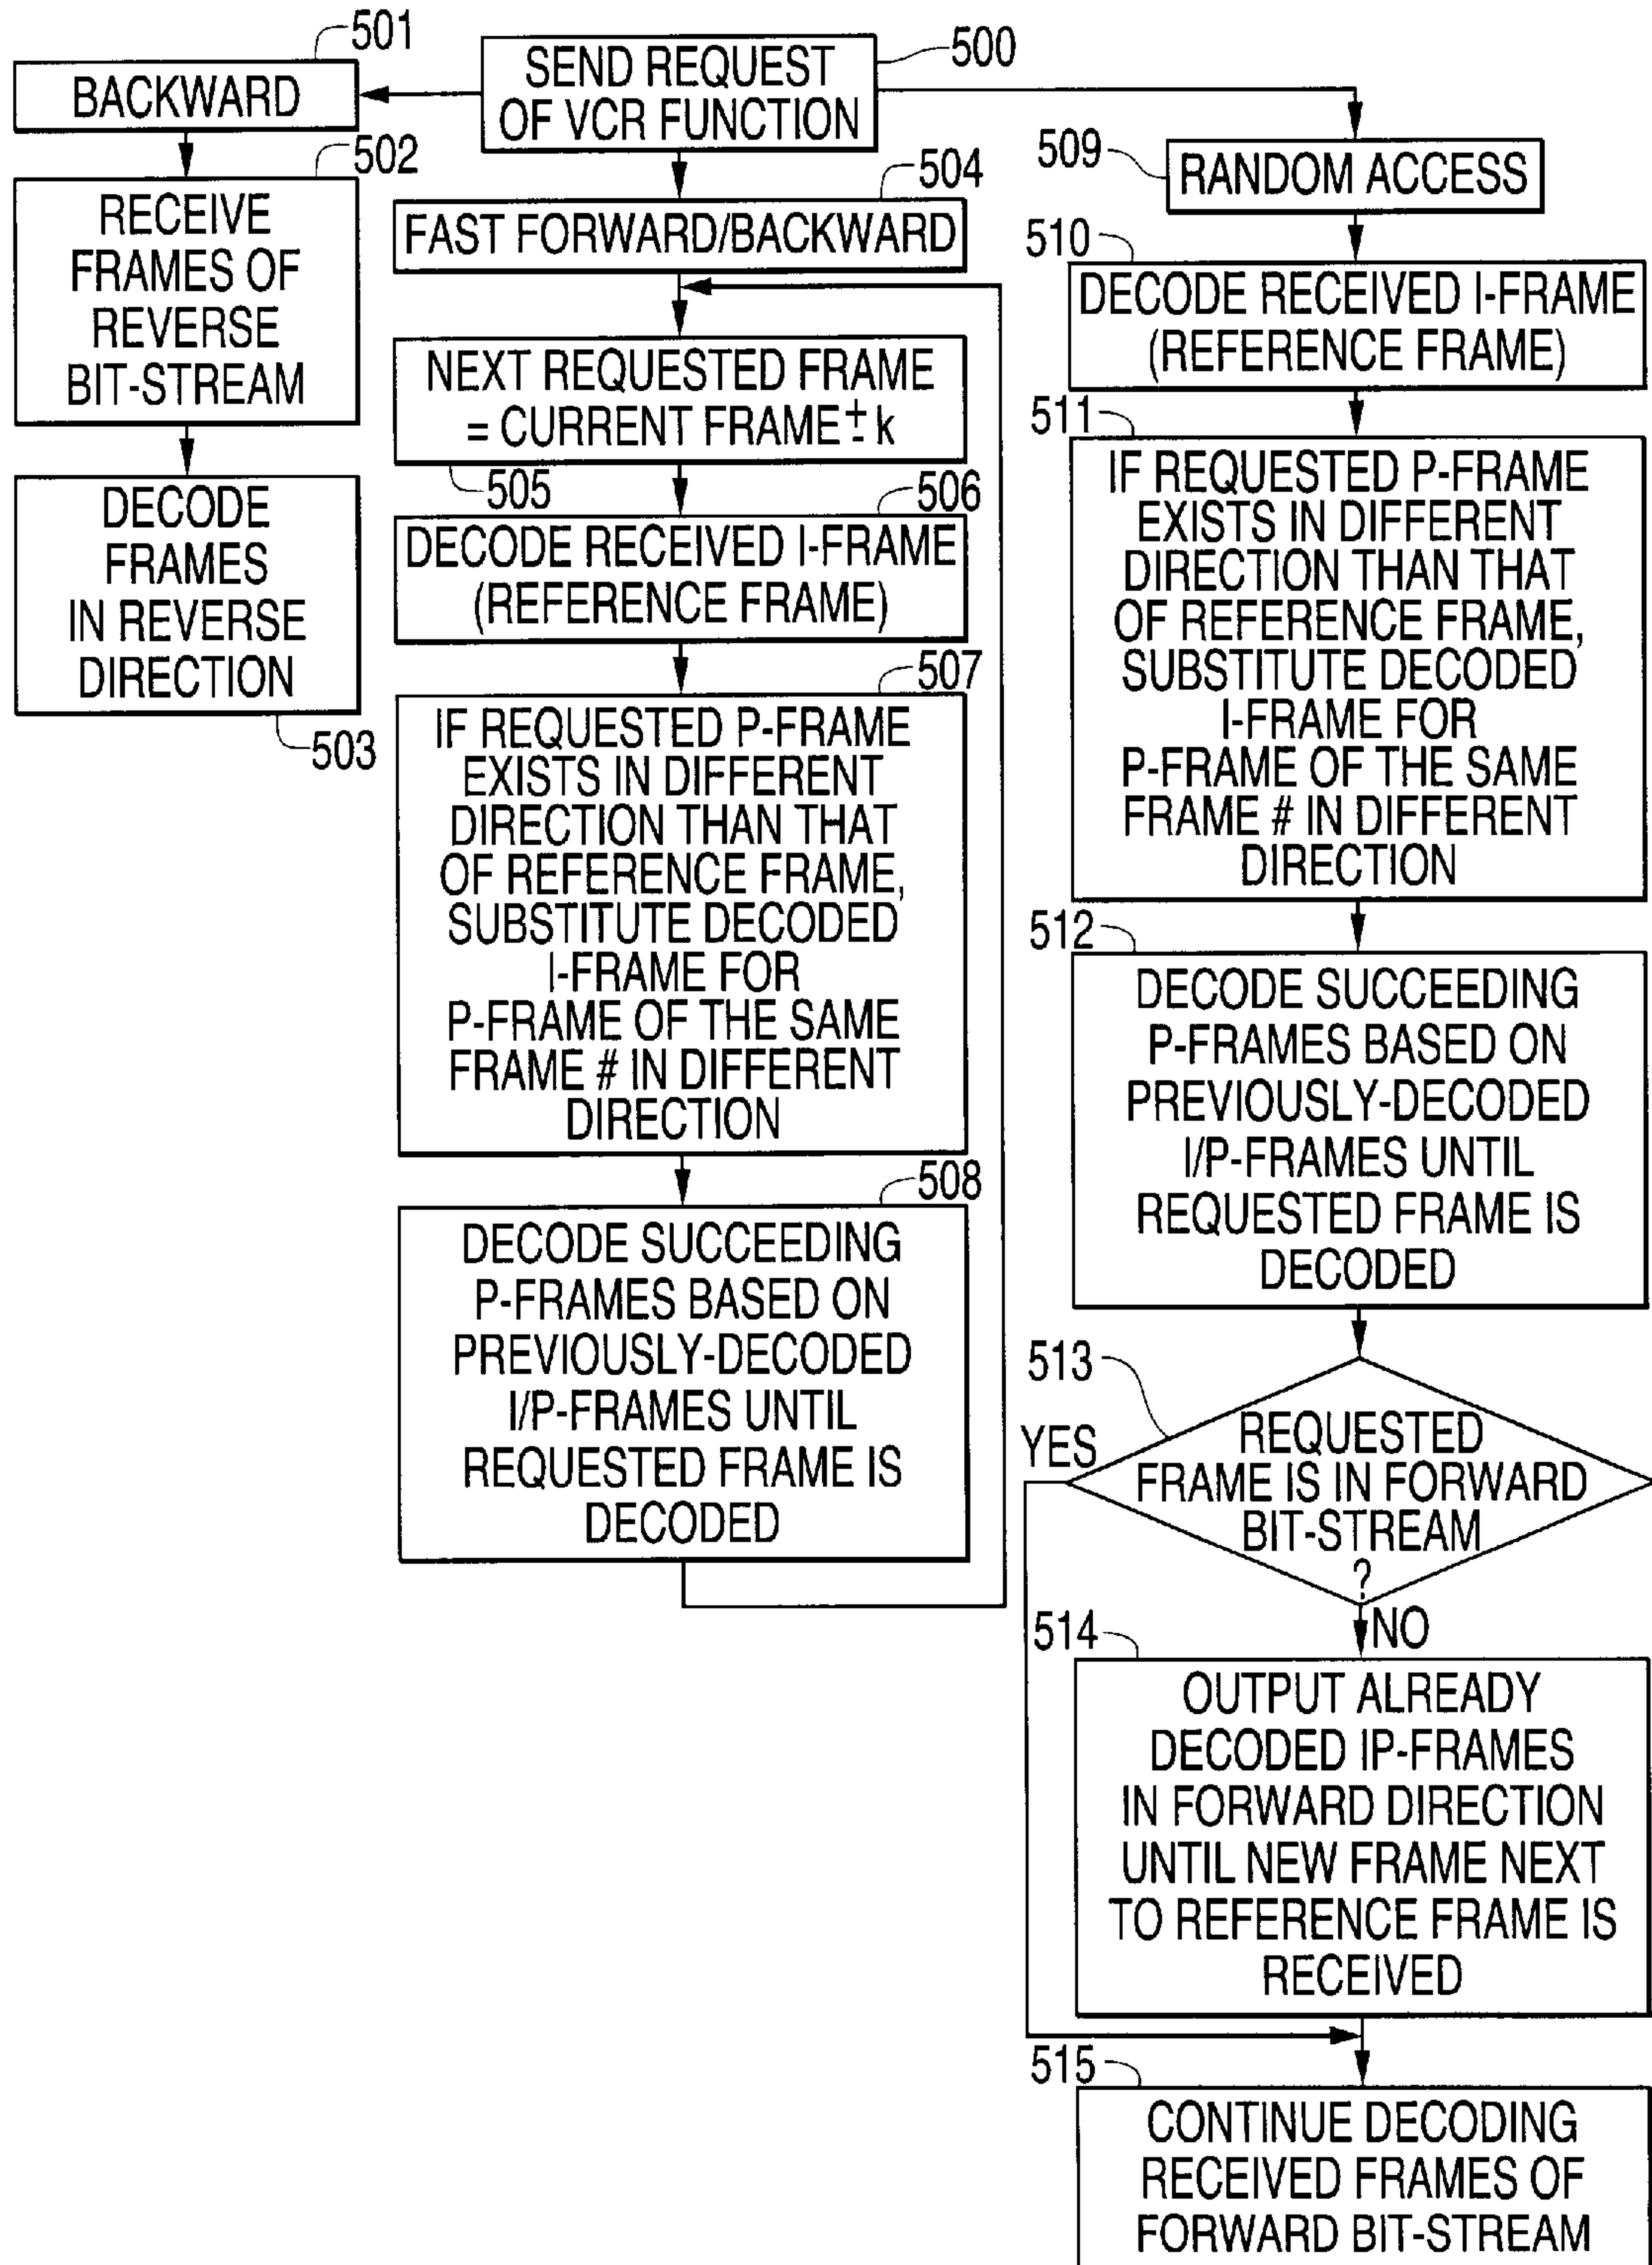 501
BACKWARD
502
RECEIVE
FRAMES OF
REVERSE
BIT-STREAM
DECODE
FRAMES
IN REVERSE
DIRECTION
503
500
SEND REQUEST
OF VCR FUNCTION
504
FAST FORWARD/BACKWARD
NEXT REQUESTED FRAME
= CURRENT FRAME ± k
505
506
DECODE RECEIVED I-FRAME
(REFERENCE FRAME)
507
IF REQUESTED P-FRAME
EXISTS IN DIFFERENT
DIRECTION THAN THAT
OF REFERENCE FRAME,
SUBSTITUTE DECODED
I-FRAME FOR
P-FRAME OF THE SAME
FRAME # IN DIFFERENT
DIRECTION
508
DECODE SUCCEEDING
P-FRAMES BASED ON
PREVIOUSLY-DECODED
I/P-FRAMES UNTIL
REQUESTED FRAME IS
DECODED
509
RANDOM ACCESS
510
DECODE RECEIVED I-FRAME
(REFERENCE FRAME)
511
IF REQUESTED P-FRAME
EXISTS IN DIFFERENT
DIRECTION THAN THAT
OF REFERENCE FRAME,
SUBSTITUTE DECODED
I-FRAME FOR
P-FRAME OF THE SAME
FRAME # IN DIFFERENT
DIRECTION
512
DECODE SUCCEEDING
P-FRAMES BASED ON
PREVIOUSLY-DECODED
I/P-FRAMES UNTIL
REQUESTED FRAME IS
DECODED
513
YES
REQUESTED
FRAME IS IN FORWARD
BIT-STREAM
?
NO
514
OUTPUT ALREADY
DECODED IP-FRAMES
IN FORWARD DIRECTION
UNTIL NEW FRAME NEXT
TO REFERENCE FRAME IS
RECEIVED
515
CONTINUE DECODING
RECEIVED FRAMES OF
FORWARD BIT-STREAM